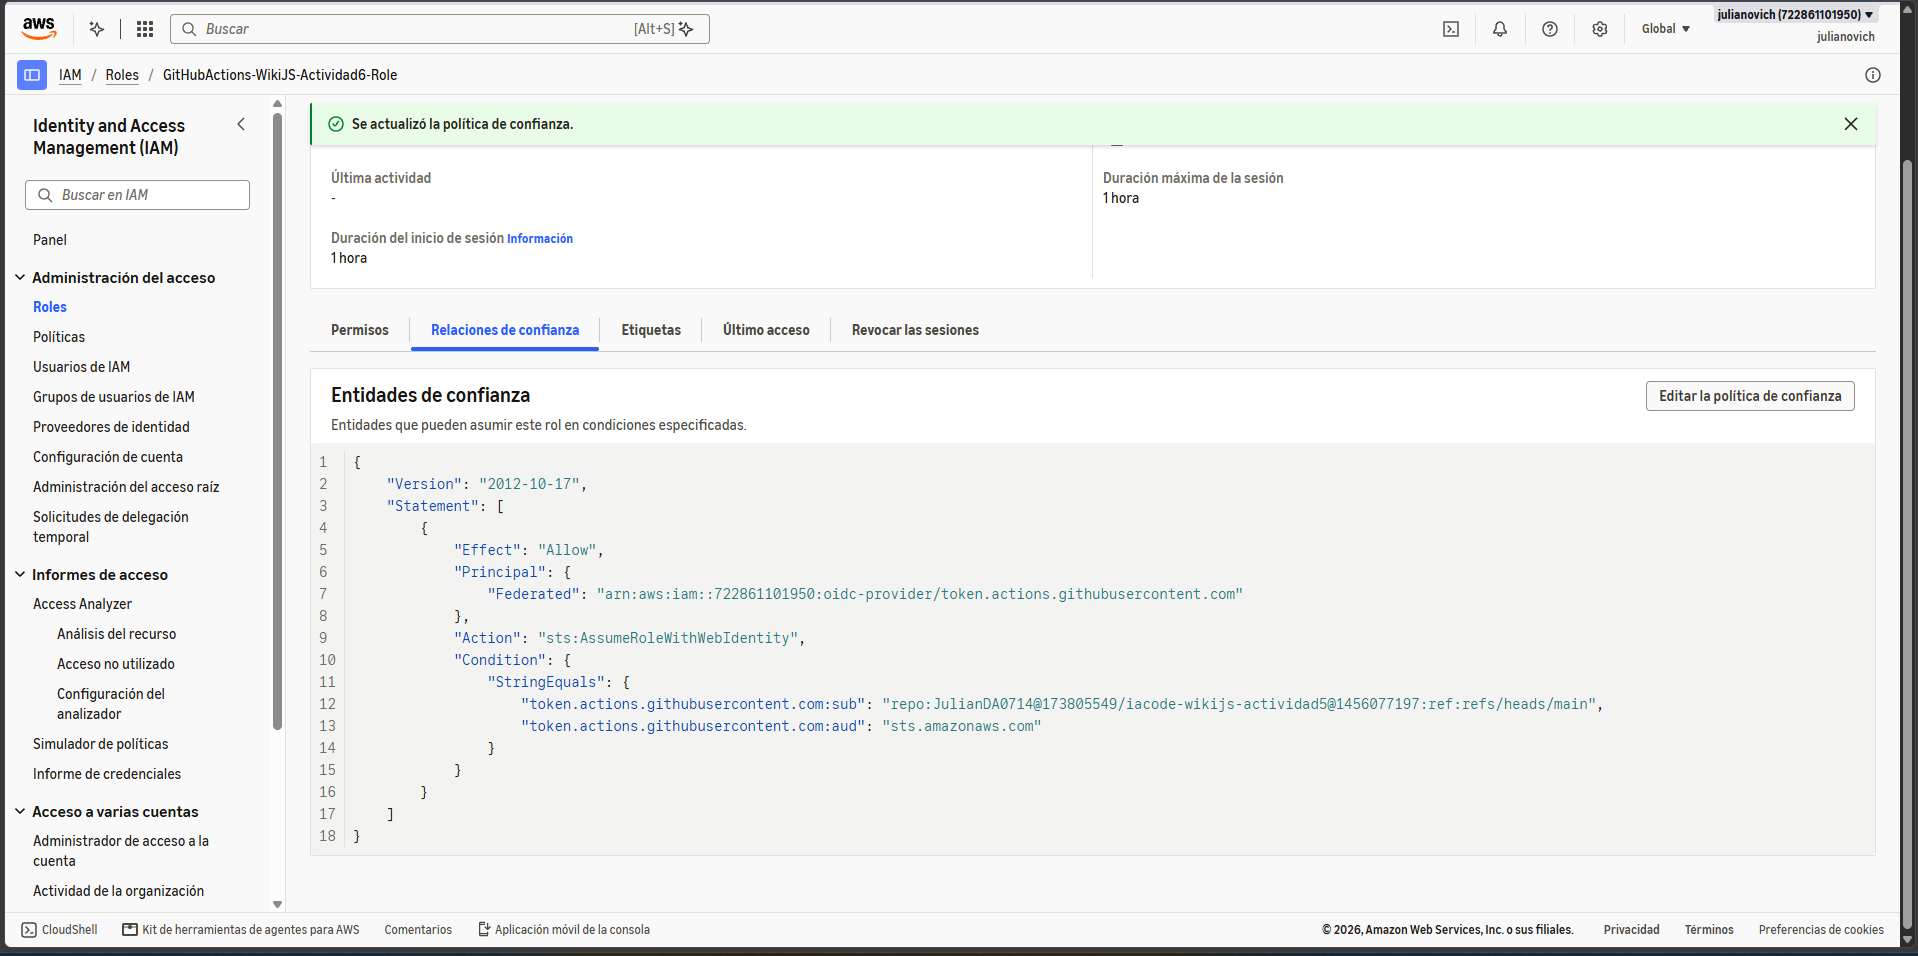 aws
Buscar
[Alt+S]
Global
julianovich (722861101950)
julianovich
IAM / Roles / GitHubActions-WikiJS-Actividad6-Role
Identity and Access
Management (IAM)
Buscar en IAM
Panel
Administración del acceso
Roles
Políticas
Usuarios de IAM
Grupos de usuarios de IAM
Proveedores de identidad
Configuración de cuenta
Administración del acceso raíz
Solicitudes de delegación
temporal
Informes de acceso
Access Analyzer
Análisis del recurso
Acceso no utilizado
Configuración del
analizador
Simulador de políticas
Informe de credenciales
Acceso a varias cuentas
Administrador de acceso a la
cuenta
Actividad de la organización
Se actualizó la política de confianza.
Última actividad
-
Duración del inicio de sesión Información
1 hora
Duración máxima de la sesión
1 hora
Permisos
Relaciones de confianza
Etiquetas
Último acceso
Revocar las sesiones
Entidades de confianza
Entidades que pueden asumir este rol en condiciones especificadas.
Editar la política de confianza
1 {
2 "Version": "2012-10-17",
3 "Statement": [
4 {
5 "Effect": "Allow",
6 "Principal": {
7 "Federated": "arn:aws:iam::722861101950:oidc-provider/token.actions.githubusercontent.com"
8 },
9 "Action": "sts:AssumeRoleWithWebIdentity",
10 "Condition": {
11 "StringEquals": {
12 "token.actions.githubusercontent.com:sub": "repo:JulianDA0714@173805549/iacode-wikijs-actividad5@1456077197:ref:refs/heads/main",
13 "token.actions.githubusercontent.com:aud": "sts.amazonaws.com"
14 }
15 }
16 }
17 ]
18 }
CloudShell
Kit de herramientas de agentes para AWS
Comentarios
Aplicación móvil de la consola
© 2026, Amazon Web Services, Inc. o sus filiales.
Privacidad
Términos
Preferencias de cookies